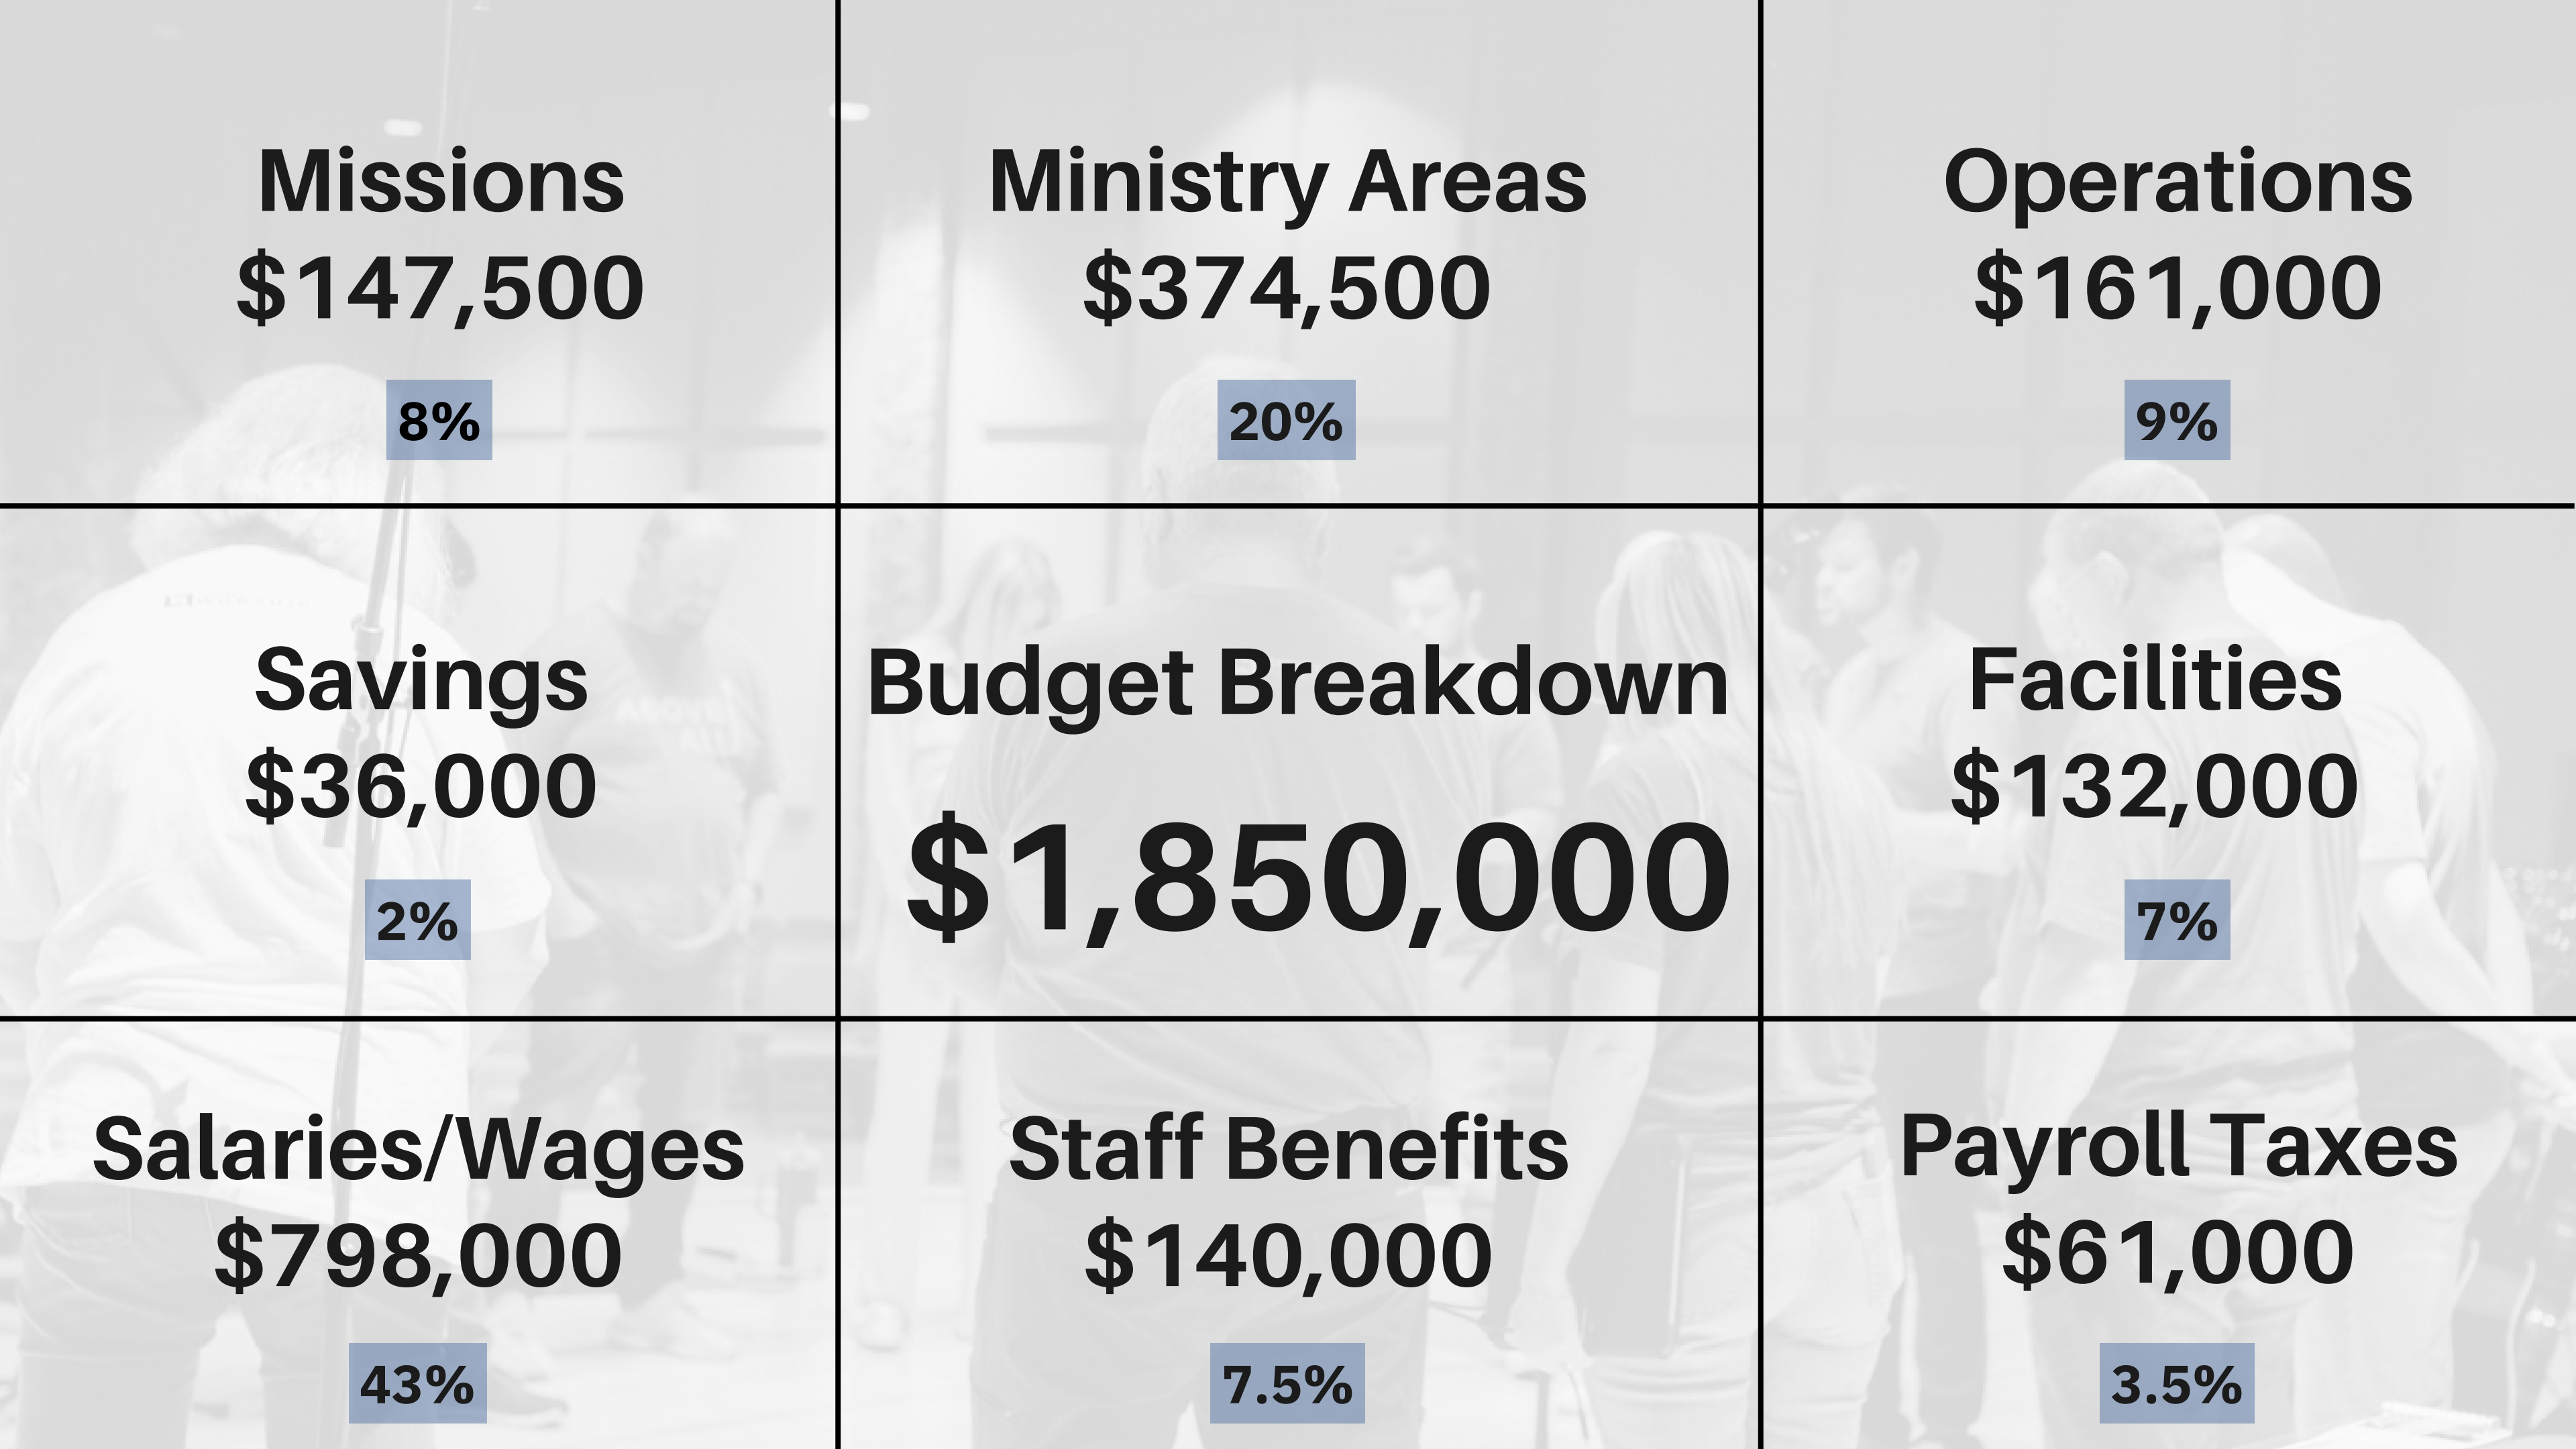 Missions
$147,500
8%
Ministry Areas
$374,500
20%
Operations
$161,000
9%
Savings
$36,000
2%
Budget Breakdown
$1,850,000
Facilities
$132,000
7%
Salaries/Wages
$798,000
43%
Staff Benefits
$140,000
7.5%
Payroll Taxes
$61,000
3.5%